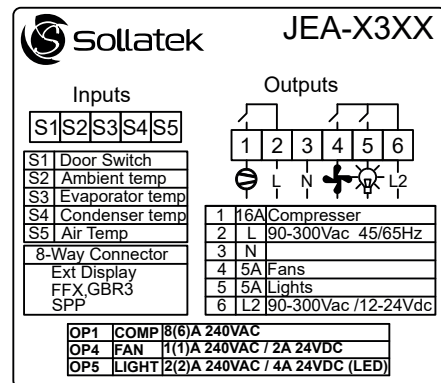 Sollatek
JEA-X3XX
Inputs
S1 S2 S3 S4 S5
S1 Door Switch
S2 Ambient temp
S3 Evaporator temp
S4 Condenser temp
S5 Air Temp
8-Way Connector
Ext Display
FFX,GBR3
SPP
Outputs
1 2 3 4 5 6
L N L2
1 16A Compresser
2 L 90-300Vac 45/65Hz
3 N
4 5A Fans
5 5A Lights
6 L2 90-300Vac /12-24Vdc
OP1 COMP 8(6)A 240VAC
OP4 FAN 1(1)A 240VAC / 2A 24VDC
OP5 LIGHT 2(2)A 240VAC / 4A 24VDC (LED)